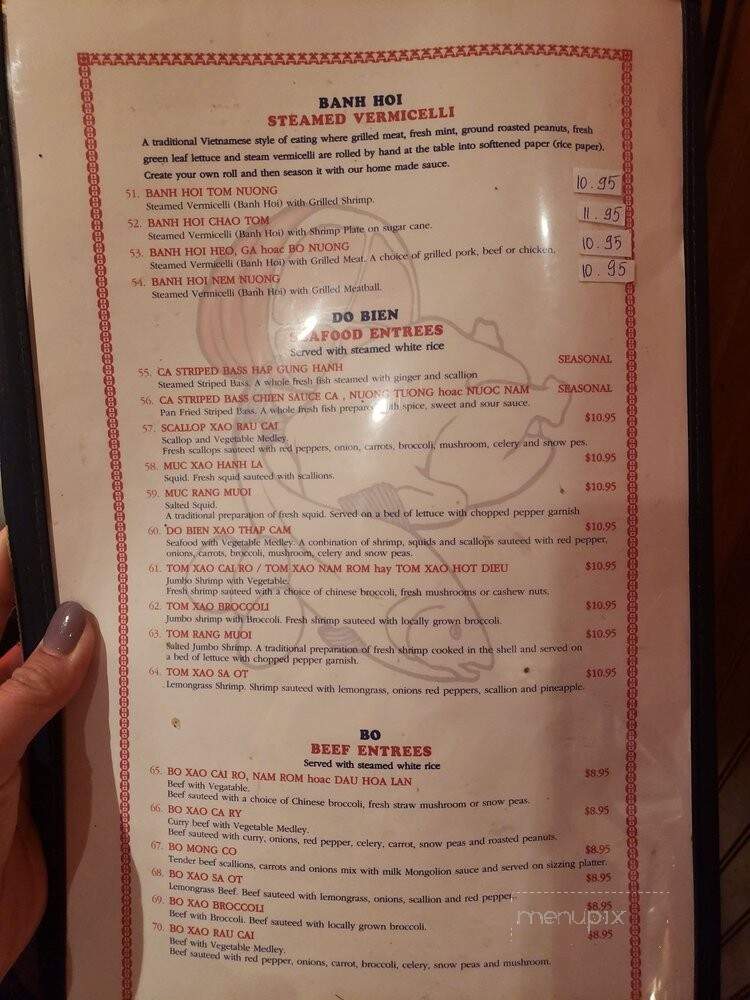 BANH HOI
STEAMED VERMICELLI
A traditional Vietnamese style of eating where grilled meat, fresh mint, ground roasted peanuts, fresh
green leaf lettuce and steam vermicelli are rolled by hand at the table into softtened paper (rice paper).
Create your own roll and then season it with our home made sauce.
51. BANH HOI TOM NUONG 10.95
Steamed Vermicelli (Banh Hoi) with Grilled Shrimp.
52. BANH HOI CHAO TOM 11.95
Steamed Vermicelli (Banh Hoi) with Shrimp Plate on sugar cane.
53. BANH HOI HEO, GA hoac BO NUONG 10.95
Steamed Vermicelli (Banh Hoi) with Grilled Meat. A choice of grilled pork, beef or chicken.
54. BANH HOI NEM NUONG 10.95
Steamed Vermicelli (Banh Hoi) with Grilled Meatball.
DO BIEN
SEAFOOD ENTREES
Served with steamed white rice
55. CA STRIPED BASS HAP GUNG HANH SEASONAL
Steamed Striped Bass. A whole fresh fish steamed with ginger and scallion
56. CA STRIPED BASS CHIEN SAUCE CA , NUONG TUONG hoac NUOC NAM SEASONAL
Pan Fried Striped Bass. A whole fresh fish prepared with spice, sweet and sour sauce.
57. SCALLOP XAO RAU CAI $10.95
Scallop and Vegetable Medley.
Fresh scallops sauteed with red peppers, onion, carrots, broccoli, mushroom, celery and snow pes.
58. MUC XAO HANH LA $10.95
Squid. Fresh squid sauteed with scallions.
59. MUC RANG MUOI $10.95
Salted Squid.
A traditional preparation of fresh squid. Served on a bed of lettuce with chopped pepper garnish
60. DO BIEN XAO THAP CAM $10.95
Seafood with Vegetable Medley. A conbination of shrimp, squids and scallops sauteed with red pepper,
onions, carrots, brocoli, mushroom, celery and snow peas.
61. TOM XAO CAI RO / TOM XAO NAM ROM hay TOM XAO HOT DIEU $10.95
Jumbo Shrimp with Vegetable.
Fresh shrimp sauteed with a choice of chinese broccoli, fresh mushrooms or cashew nuts.
62. TOM XAO BROCCOLI $10.95
Jumbo shrimp with Broccoli. Fresh shrimp sauteed with locally grown broccoli.
63. TOM RANG MUOI $10.95
Salted Jumbo Shrimp. A traditional preparation of fresh shrimp cooked in the shell and served on
a bed of lettuce with chopped pepper garnish.
64. TOM XAO SA OT $10.95
Lemongrass Shrimp. Shrimp sauteed with lemongrass, onions red peppers, scallion and pineapple.
BO
BEEF ENTREES
Served with steamed white rice
65. BO XAO CAI RO, NAM ROM hoac DAU HOA LAN $8.95
Beef with Vegatable.
Beef sauteed with a choice of Chinese broccoli, fresh straw mushroom or snow peas.
66. BO XAO CA RY $8.95
Curry beef with Vegetable Medley.
Beef sauteed with curry, onions, red pepper, celery, carrot, snow peas and roasted peanuts.
67. BO MONG CO $8.95
Tender beef scallions, carrots and onions mix with milk Mongolion sauce and served on sizzing platter.
68. BO XAO SA OT $8.95
Lemongrass Beef. Beef sauteed with lemongrass, onions, scallion and red pepper.
69. BO XAO BROCCOLI $8.95
Beef with Broccoli. Beef sauteed with locally grown broccoli.
70. BO XAO RAU CAI $8.95
Beef with Vegetable Medley.
Beef sauteed with red pepper, onions, carrot, broccoli, celery, snow peas and mushroom.
menupix